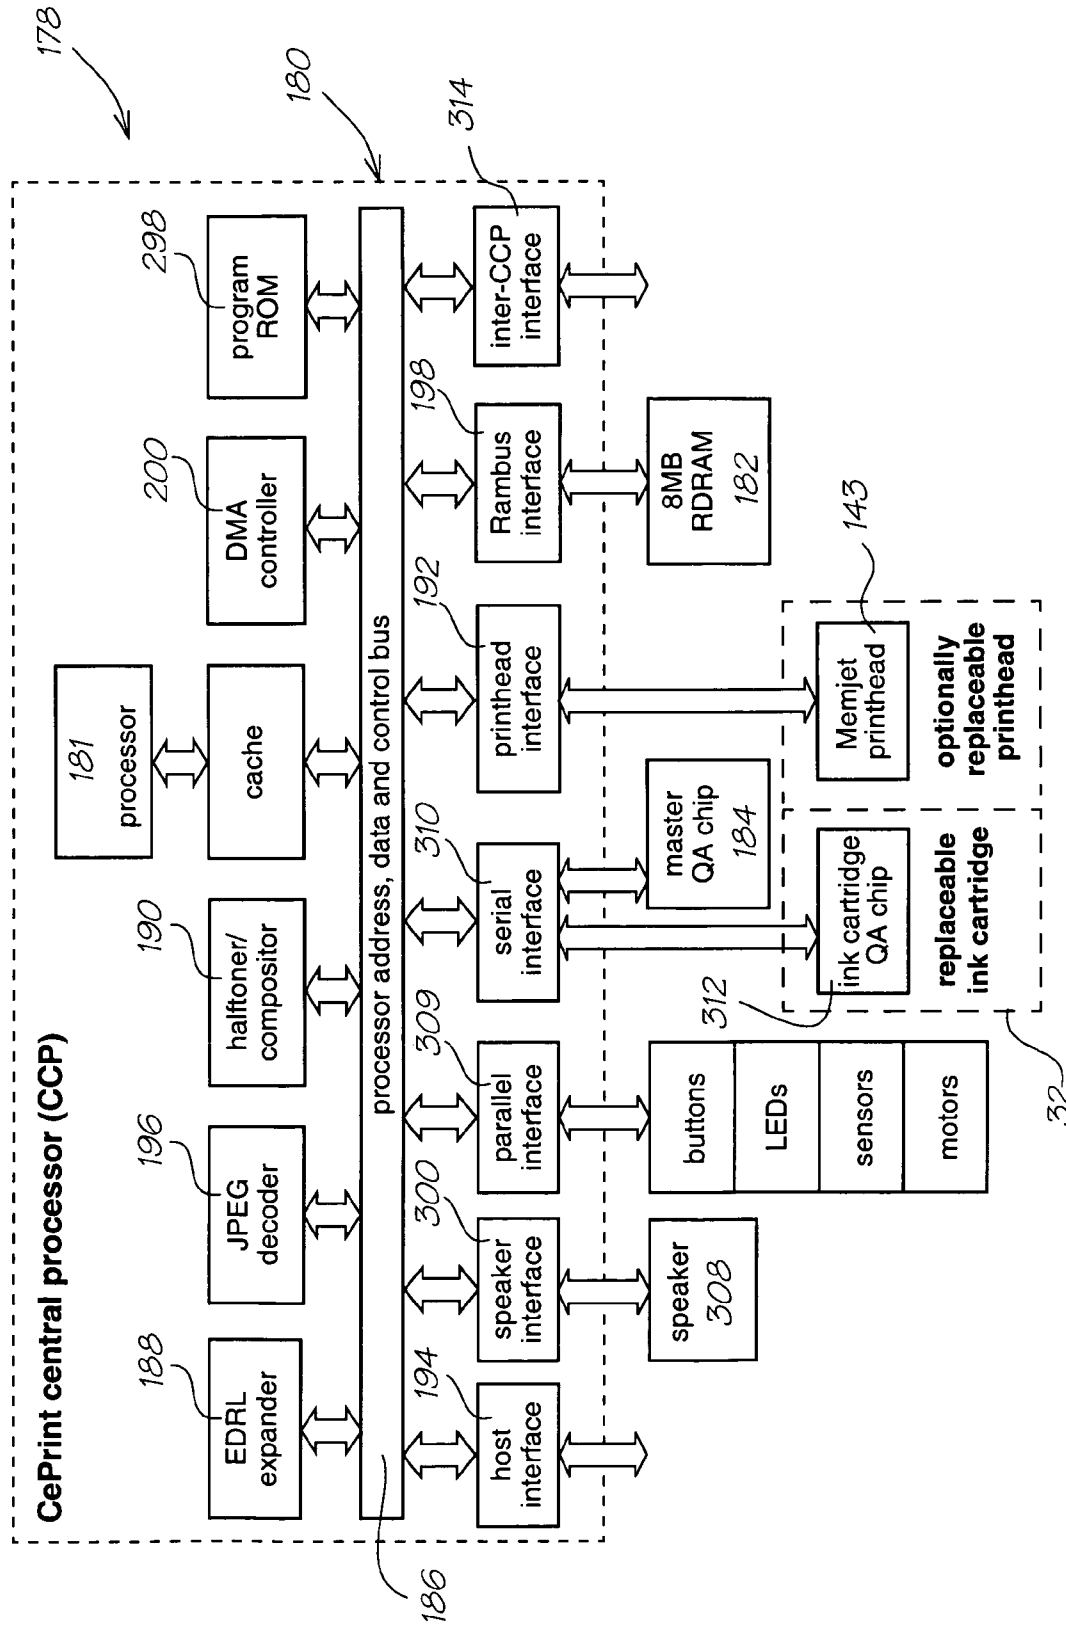 178
CePrint central processor (CCP)
180
181
processor
188
196
190
200
298
EDRL
expander
JPEG
decoder
halftoner/
compositor
cache
DMA
controller
program
ROM
186
processor address, data and control bus
194
300
309
310
192
198
314
host
interface
speaker
interface
parallel
interface
serial
interface
printhead
interface
Rambus
interface
inter-CCP
interface
speaker
308
buttons
LEDs
sensors
motors
master
QA chip
184
8MB
RDRAM
182
312
ink cartridge
QA chip
replaceable
ink cartridge
143
Memjet
printhead
optionally
replaceable
printhead
32